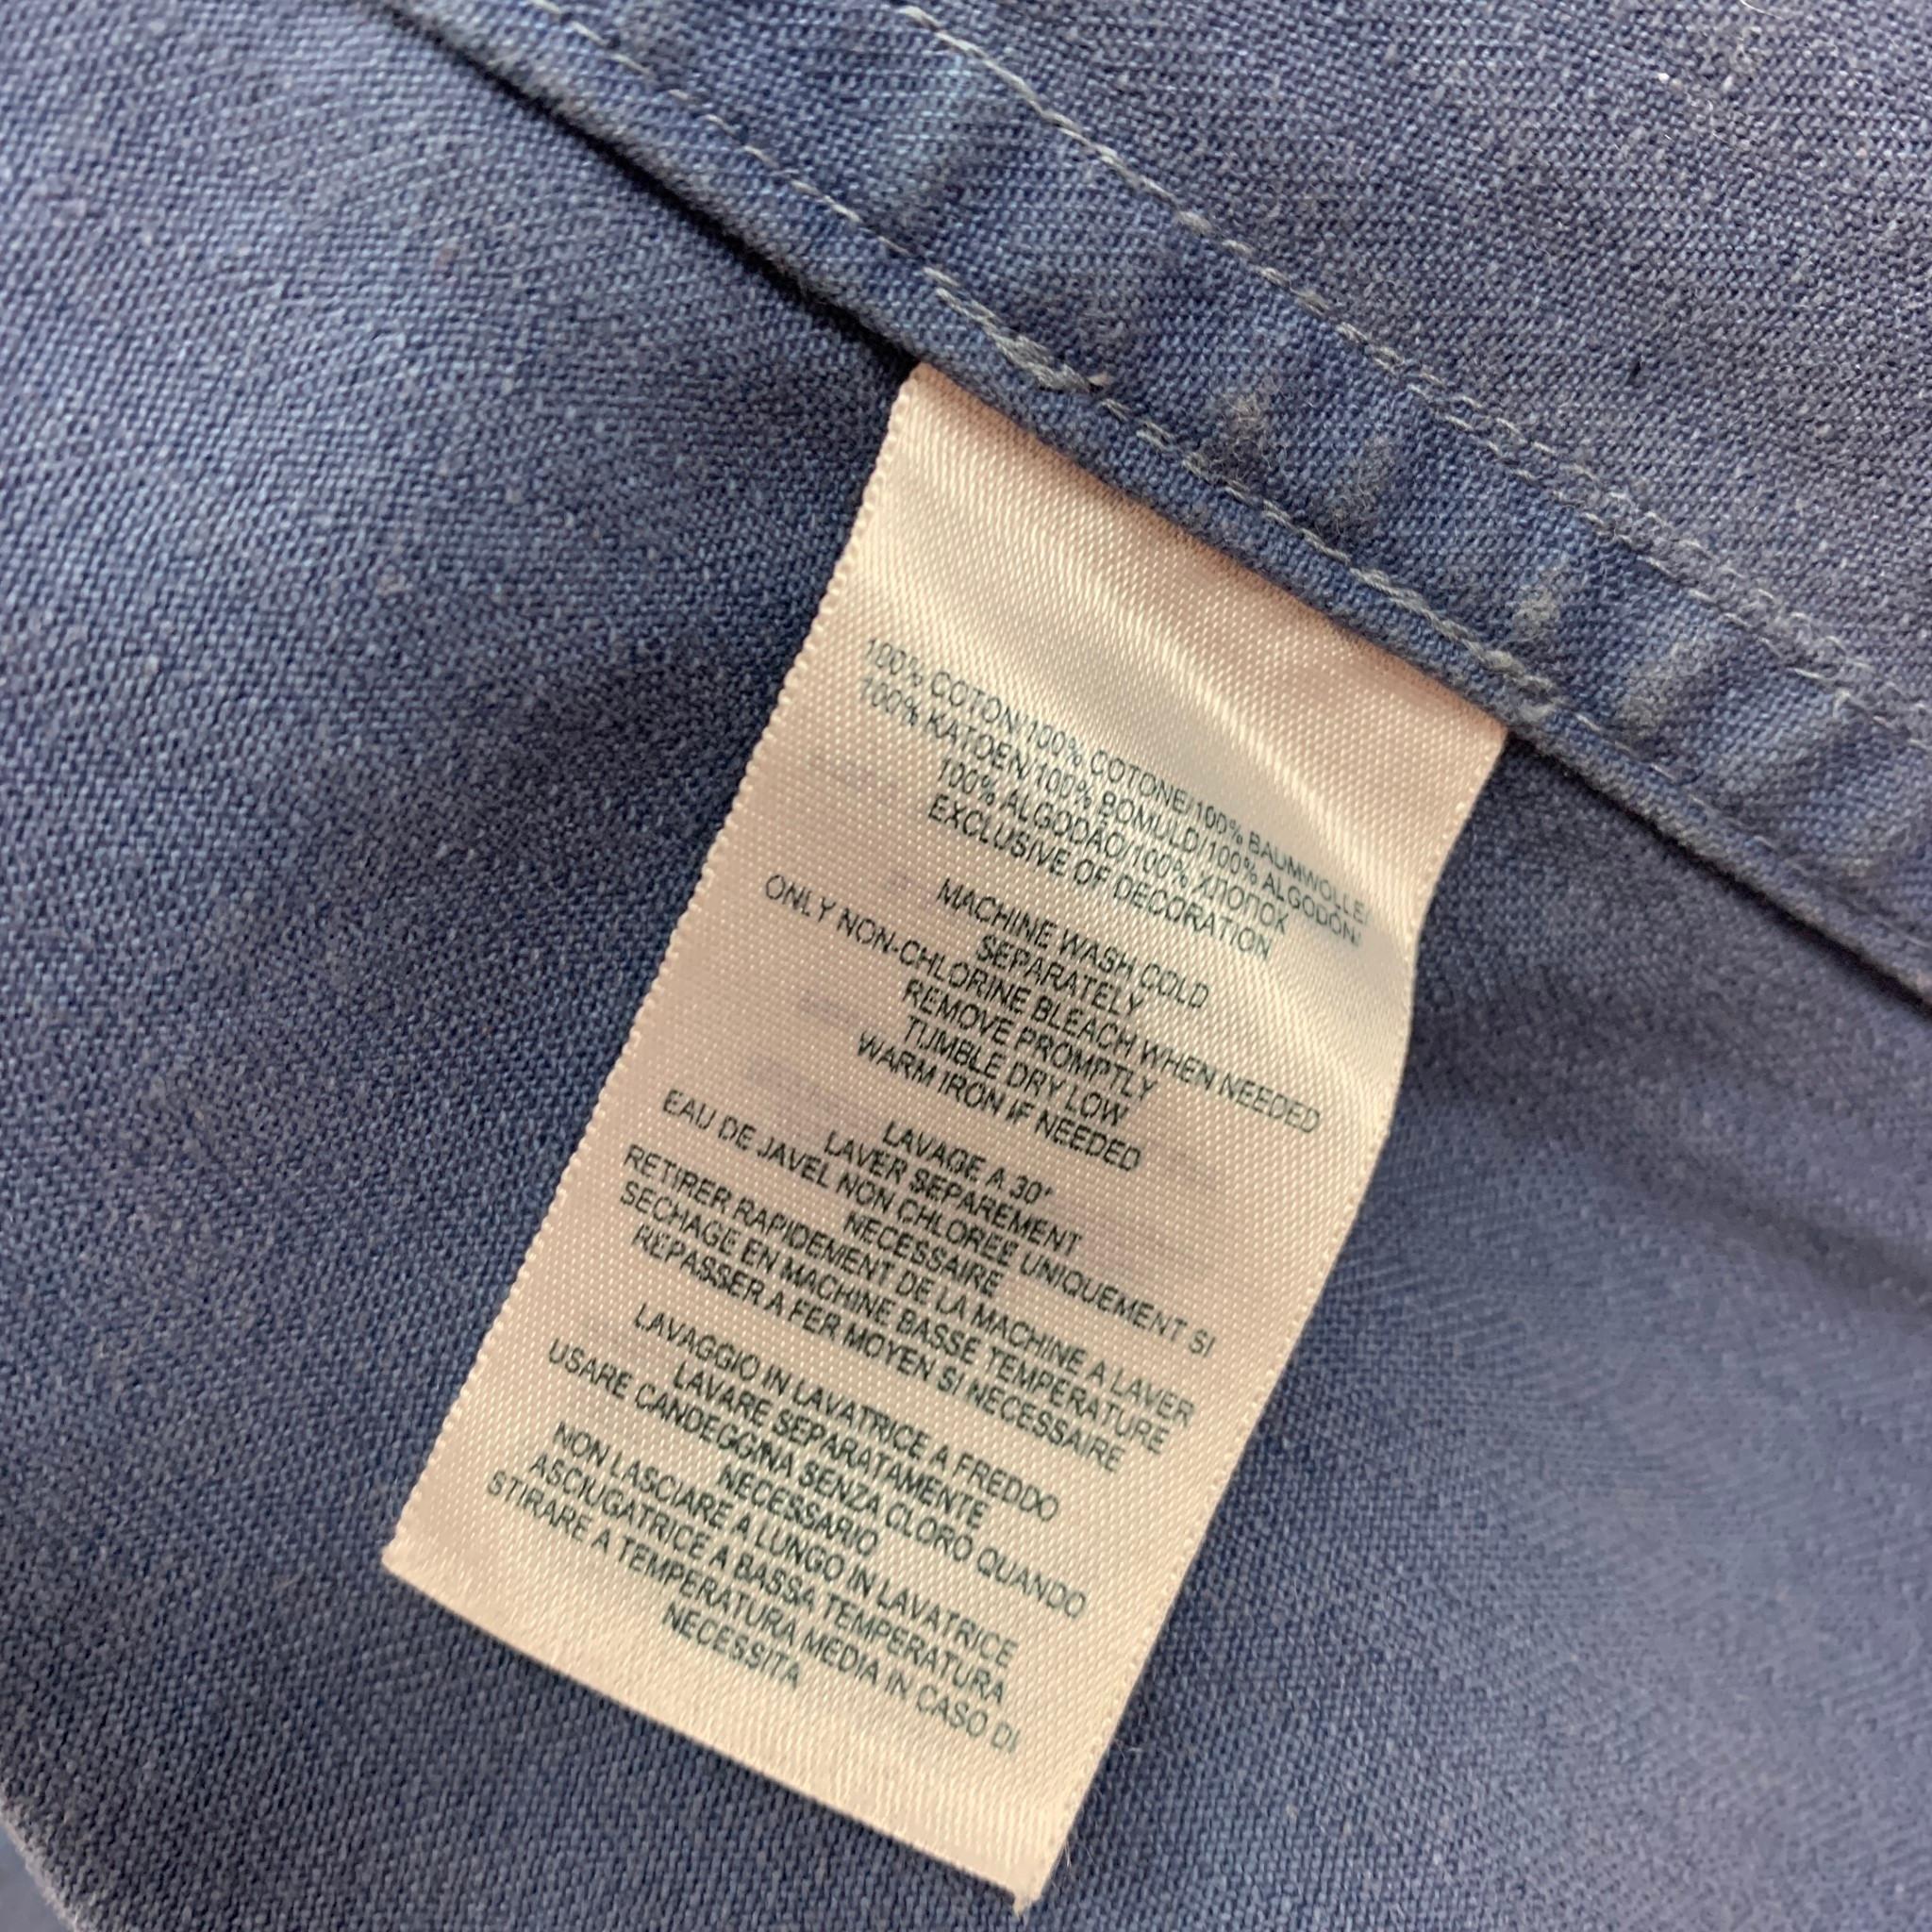 100% COTON/100% COTONE/100% BAUMWOLLE/
100% KATOEN/100% BOMULD/100% ALGODÓN/
100% ALGODÃO/100% ΧΛΟΠΟΚ
EXCLUSIVE OF DECORATION
MACHINE WASH COLD
SEPARATELY
ONLY NON-CHLORINE BLEACH WHEN NEEDED
REMOVE PROMPTLY
TUMBLE DRY LOW
WARM IRON IF NEEDED
LAVAGE A 30°
LAVER SEPAREMENT
EAU DE JAVEL NON CHLOREE UNIQUEMENT SI
NECESSAIRE
RETIRER RAPIDEMENT DE LA MACHINE A LAVER
SECHAGE EN MACHINE BASSE TEMPERATURE
REPASSER A FER MOYEN SI NECESSAIRE
LAVAGGIO IN LAVATRICE A FREDDO
LAVARE SEPARATAMENTE
USARE CANDEGGINA SENZA CLORO QUANDO
NECESSARIO
NON LASCIARE A LUNGO IN LAVATRICE
ASCIUGATRICE A BASSA TEMPERATURA
STIRARE A TEMPERATURA MEDIA IN CASO DI
NECESSITA